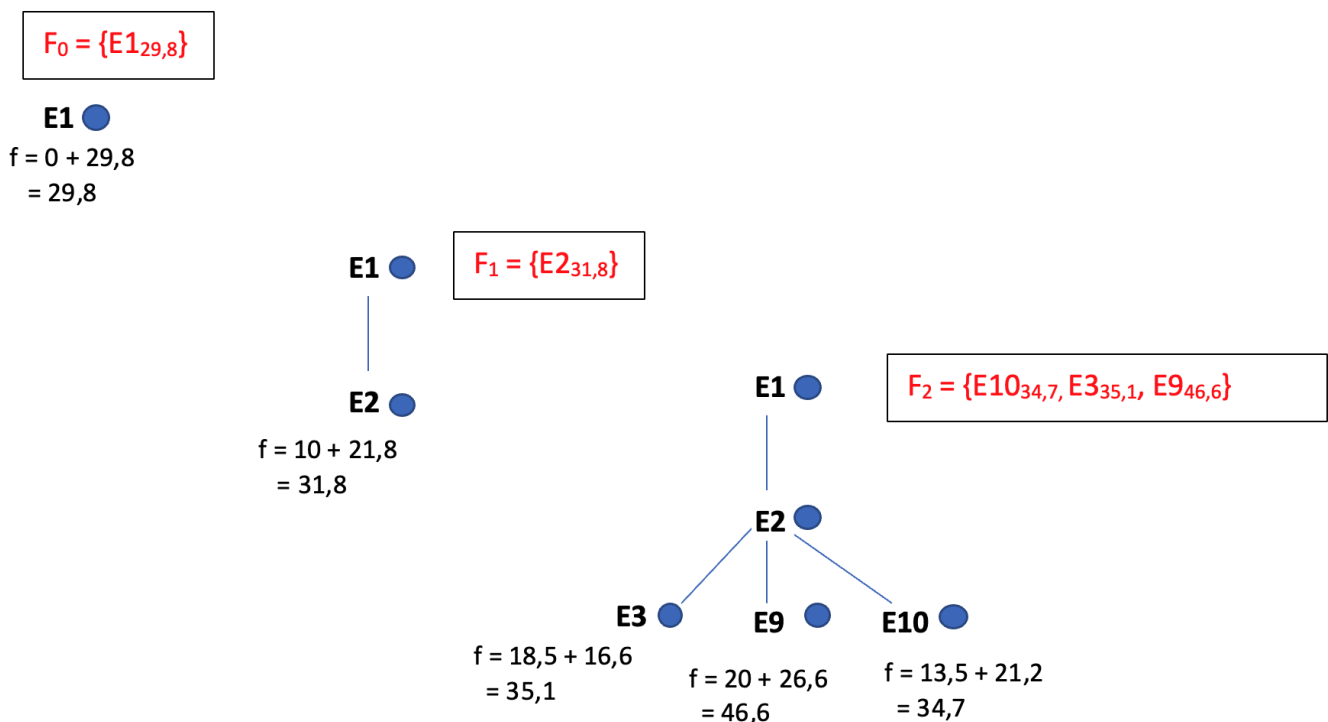 F₀ = {E1₂₉,₈}
E1
f = 0 + 29,8
= 29,8
E1
F₁ = {E2₃₁,₈}
E2
f = 10 + 21,8
= 31,8
E1
F₂ = {E10₃₄,₇, E3₃₅,₁, E9₄₆,₆}
E2
E3
E9
E10
f = 18,5 + 16,6
= 35,1
f = 20 + 26,6
= 46,6
f = 13,5 + 21,2
= 34,7